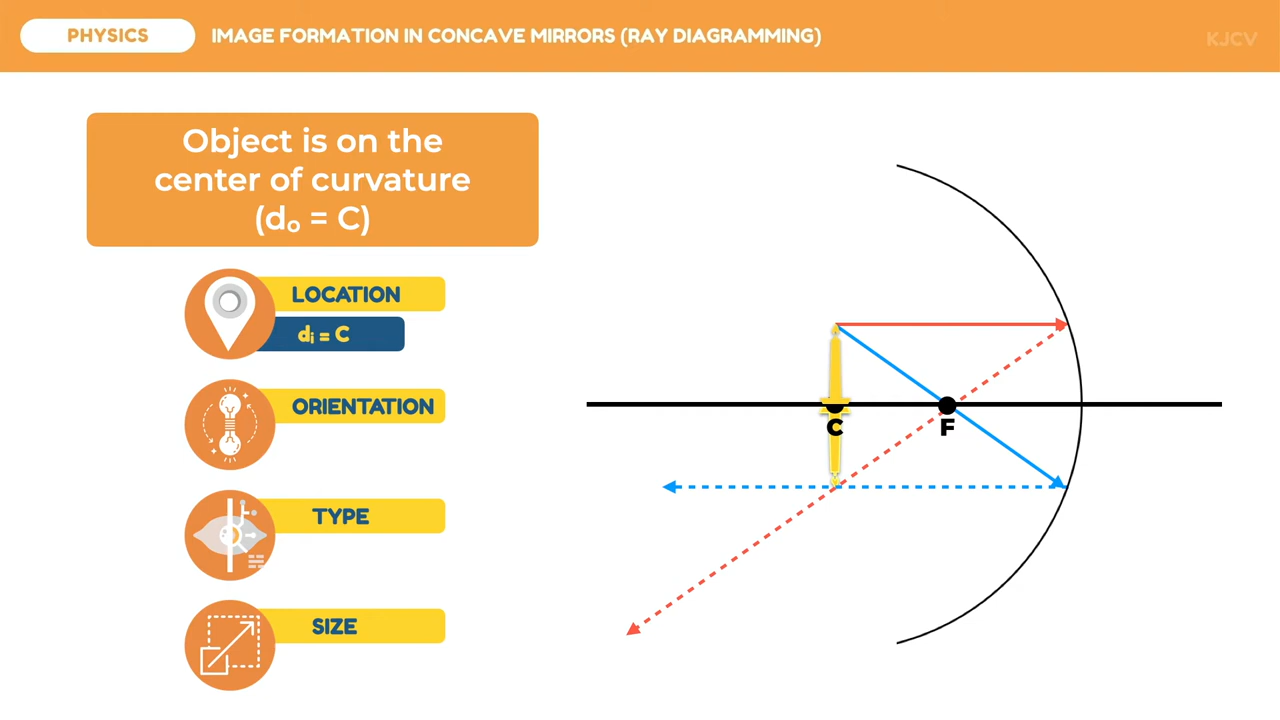 PHYSICS
IMAGE FORMATION IN CONCAVE MIRRORS (RAY DIAGRAMMING)
KJCV
Object is on the
center of curvature
(dₒ = C)
LOCATION
dᵢ = C
ORIENTATION
TYPE
SIZE
C
F